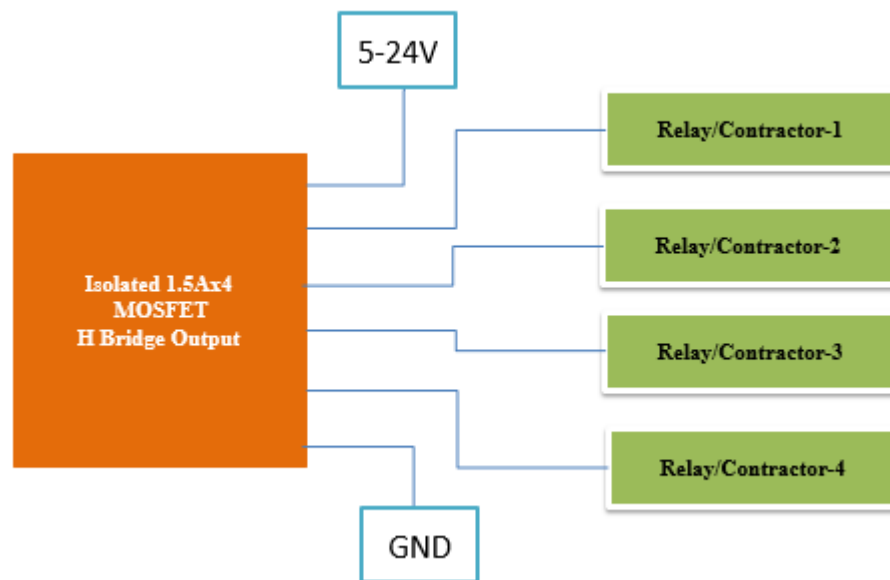 5-24V
Relay/Contractor-1
Relay/Contractor-2
Isolated 1.5Ax4
MOSFET
H Bridge Output
Relay/Contractor-3
Relay/Contractor-4
GND